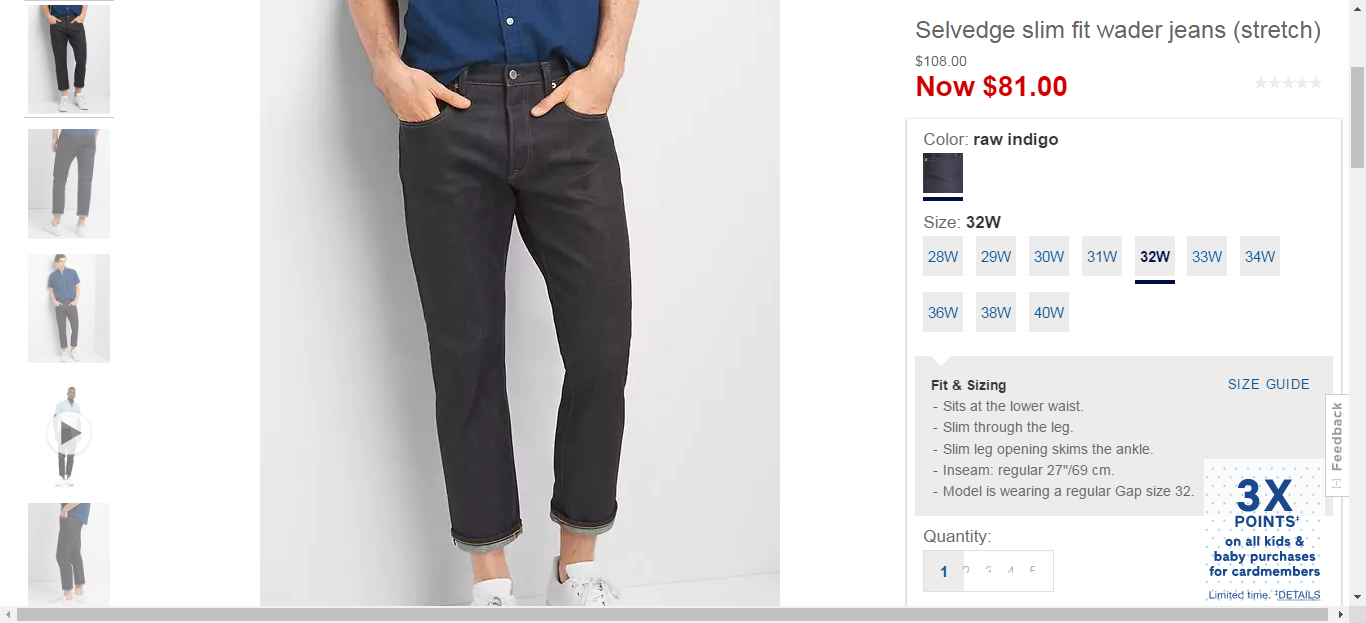 Selvedge slim fit wader jeans (stretch)
$108.00
Now $81.00
Color: raw indigo
Size: 32W
28W 29W 30W 31W 32W 33W 34W
36W 38W 40W
Fit & Sizing
SIZE GUIDE
- Sits at the lower waist.
- Slim through the leg.
- Slim leg opening skims the ankle.
- Inseam: regular 27"/69 cm.
- Model is wearing a regular Gap size 32.
Feedback
Quantity:
1 2 3 4 5
3X
POINTS‡
on all kids &
baby purchases
for cardmembers
Limited time. ‡DETAILS